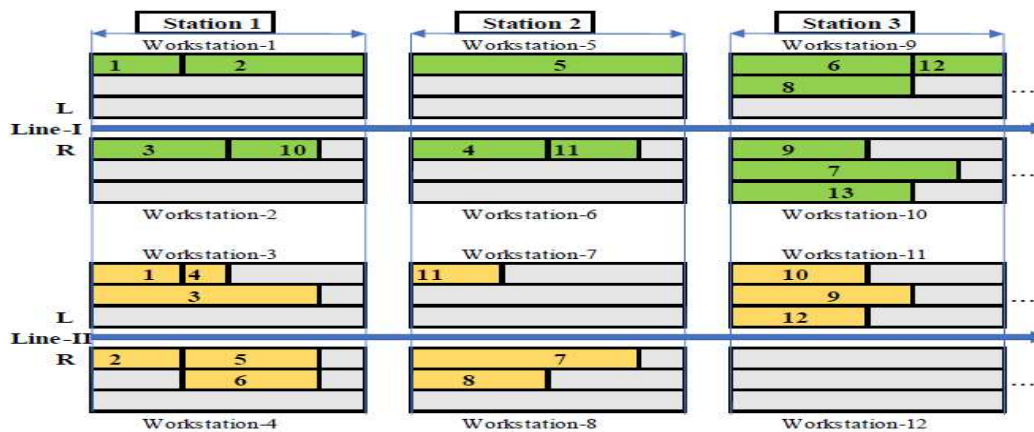 Station 1 Station 2 Station 3
Workstation-1 Workstation-5 Workstation-9
1 2 5 6 12
8 ...
L
Line-I
R 3 10 4 11 9
7 ...
13
Workstation-2 Workstation-6 Workstation-10
Workstation-3 Workstation-7 Workstation-11
1 4 11 10
3 9 ...
L 12
Line-II
R 2 5 7
6 8 ...
Workstation-4 Workstation-8 Workstation-12